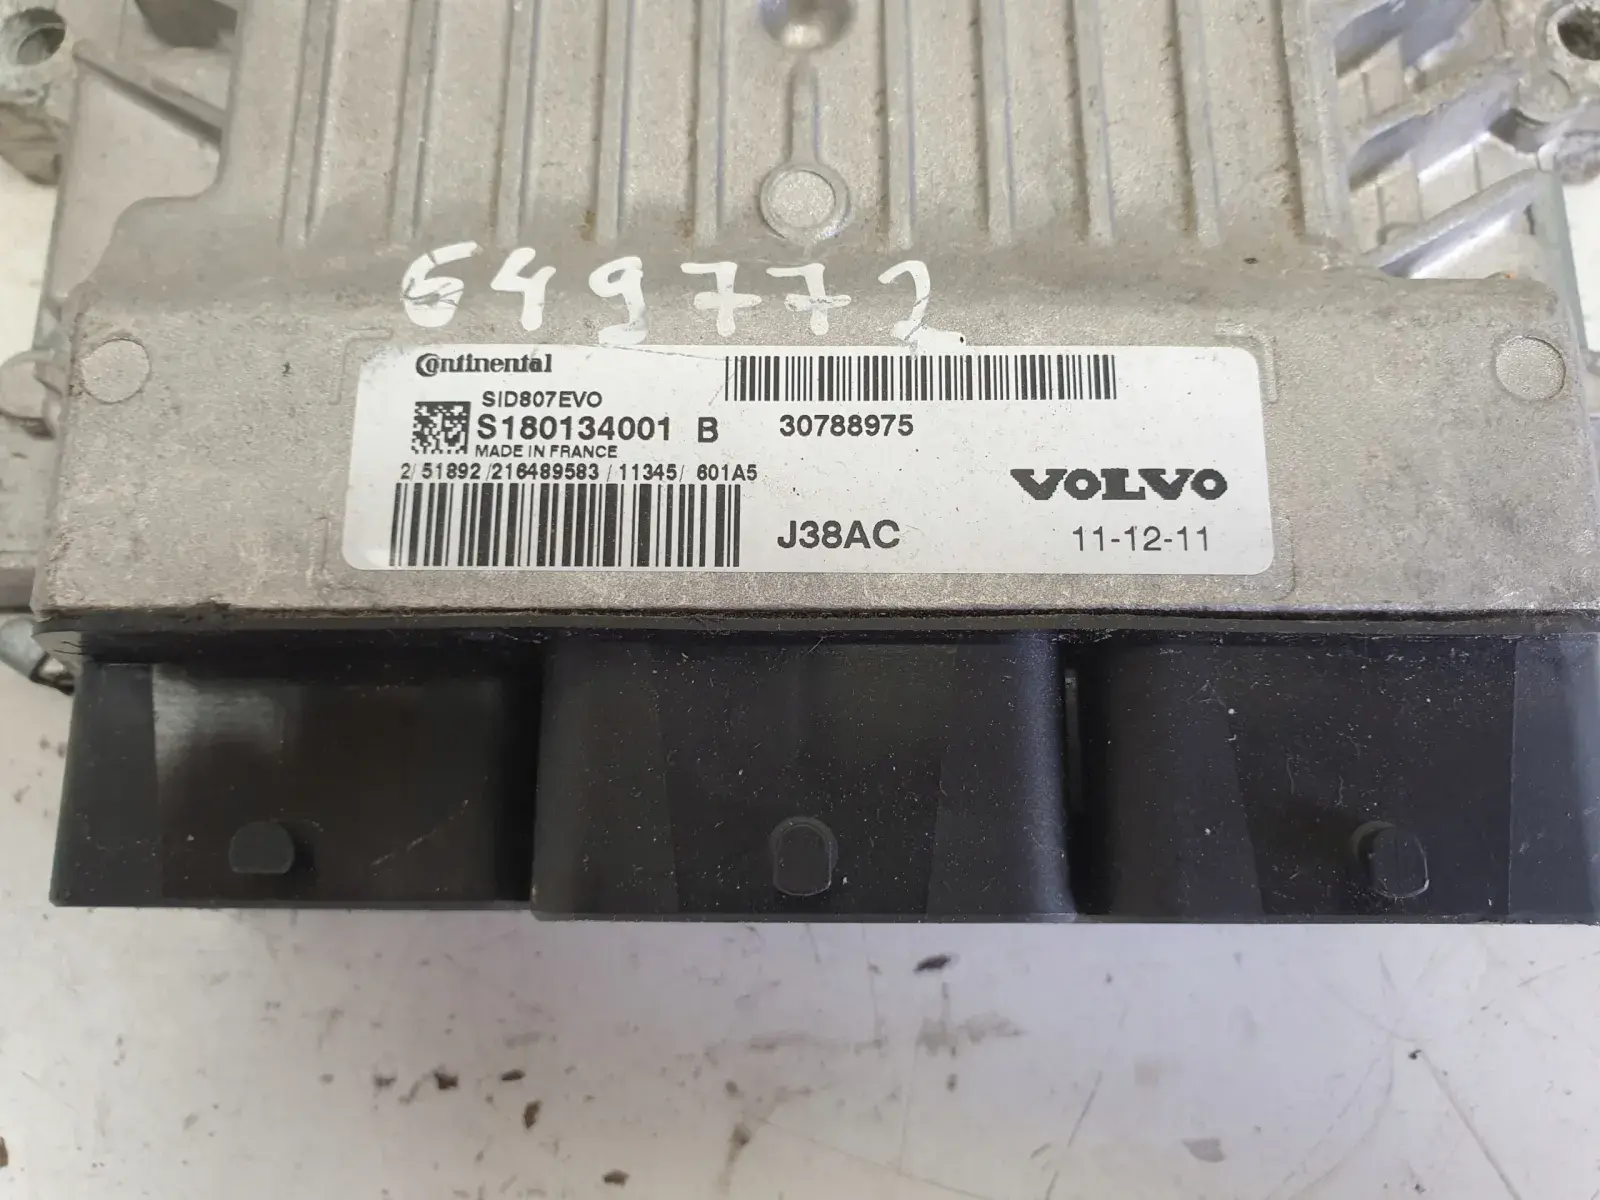 649772
Continental
SID807EVO
S180134001 B
30788975
MADE IN FRANCE
2/51892/216489583/11345/601A5
VOLVO
J38AC
11-12-11